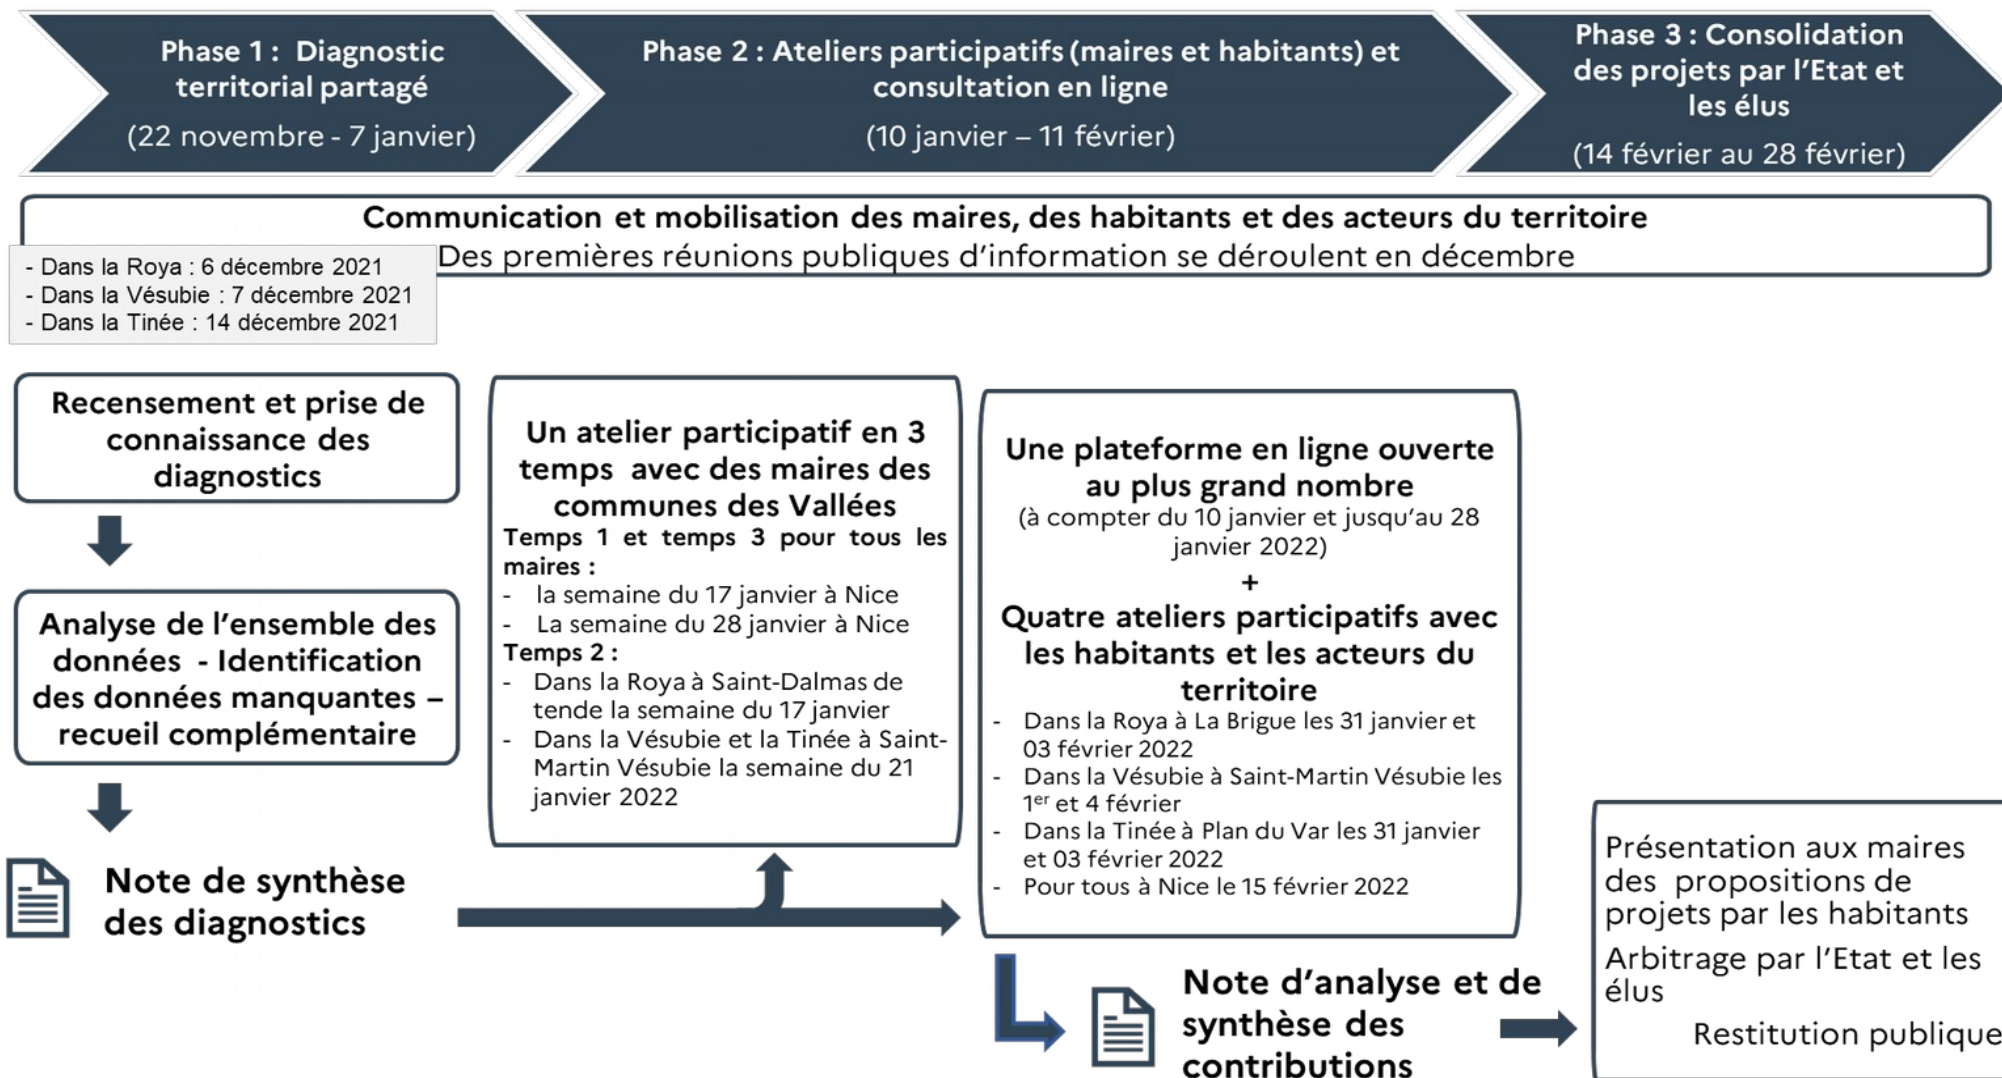 Phase 1 : Diagnostic
territorial partagé
(22 novembre - 7 janvier)
Phase 2 : Ateliers participatifs (maires et habitants) et
consultation en ligne
(10 janvier – 11 février)
Phase 3 : Consolidation
des projets par l'Etat et
les élus
(14 février au 28 février)
Communication et mobilisation des maires, des habitants et des acteurs du territoire
Des premières réunions publiques d'information se déroulent en décembre
- Dans la Roya : 6 décembre 2021
- Dans la Vésubie : 7 décembre 2021
- Dans la Tinée : 14 décembre 2021
Recensement et prise de
connaissance des
diagnostics
Analyse de l'ensemble des
données - Identification
des données manquantes –
recueil complémentaire
Note de synthèse
des diagnostics
Un atelier participatif en 3
temps avec des maires des
communes des Vallées
Temps 1 et temps 3 pour tous les
maires :
- la semaine du 17 janvier à Nice
- La semaine du 28 janvier à Nice
Temps 2 :
- Dans la Roya à Saint-Dalmas de
tende la semaine du 17 janvier
- Dans la Vésubie et la Tinée à Saint-
Martin Vésubie la semaine du 21
janvier 2022
Une plateforme en ligne ouverte
au plus grand nombre
(à compter du 10 janvier et jusqu'au 28
janvier 2022)
+
Quatre ateliers participatifs avec
les habitants et les acteurs du
territoire
- Dans la Roya à La Brigue les 31 janvier et
03 février 2022
- Dans la Vésubie à Saint-Martin Vésubie les
1er et 4 février
- Dans la Tinée à Plan du Var les 31 janvier
et 03 février 2022
- Pour tous à Nice le 15 février 2022
Note d'analyse et de
synthèse des
contributions
Présentation aux maires
des propositions de
projets par les habitants
Arbitrage par l'Etat et les
élus
Restitution publique